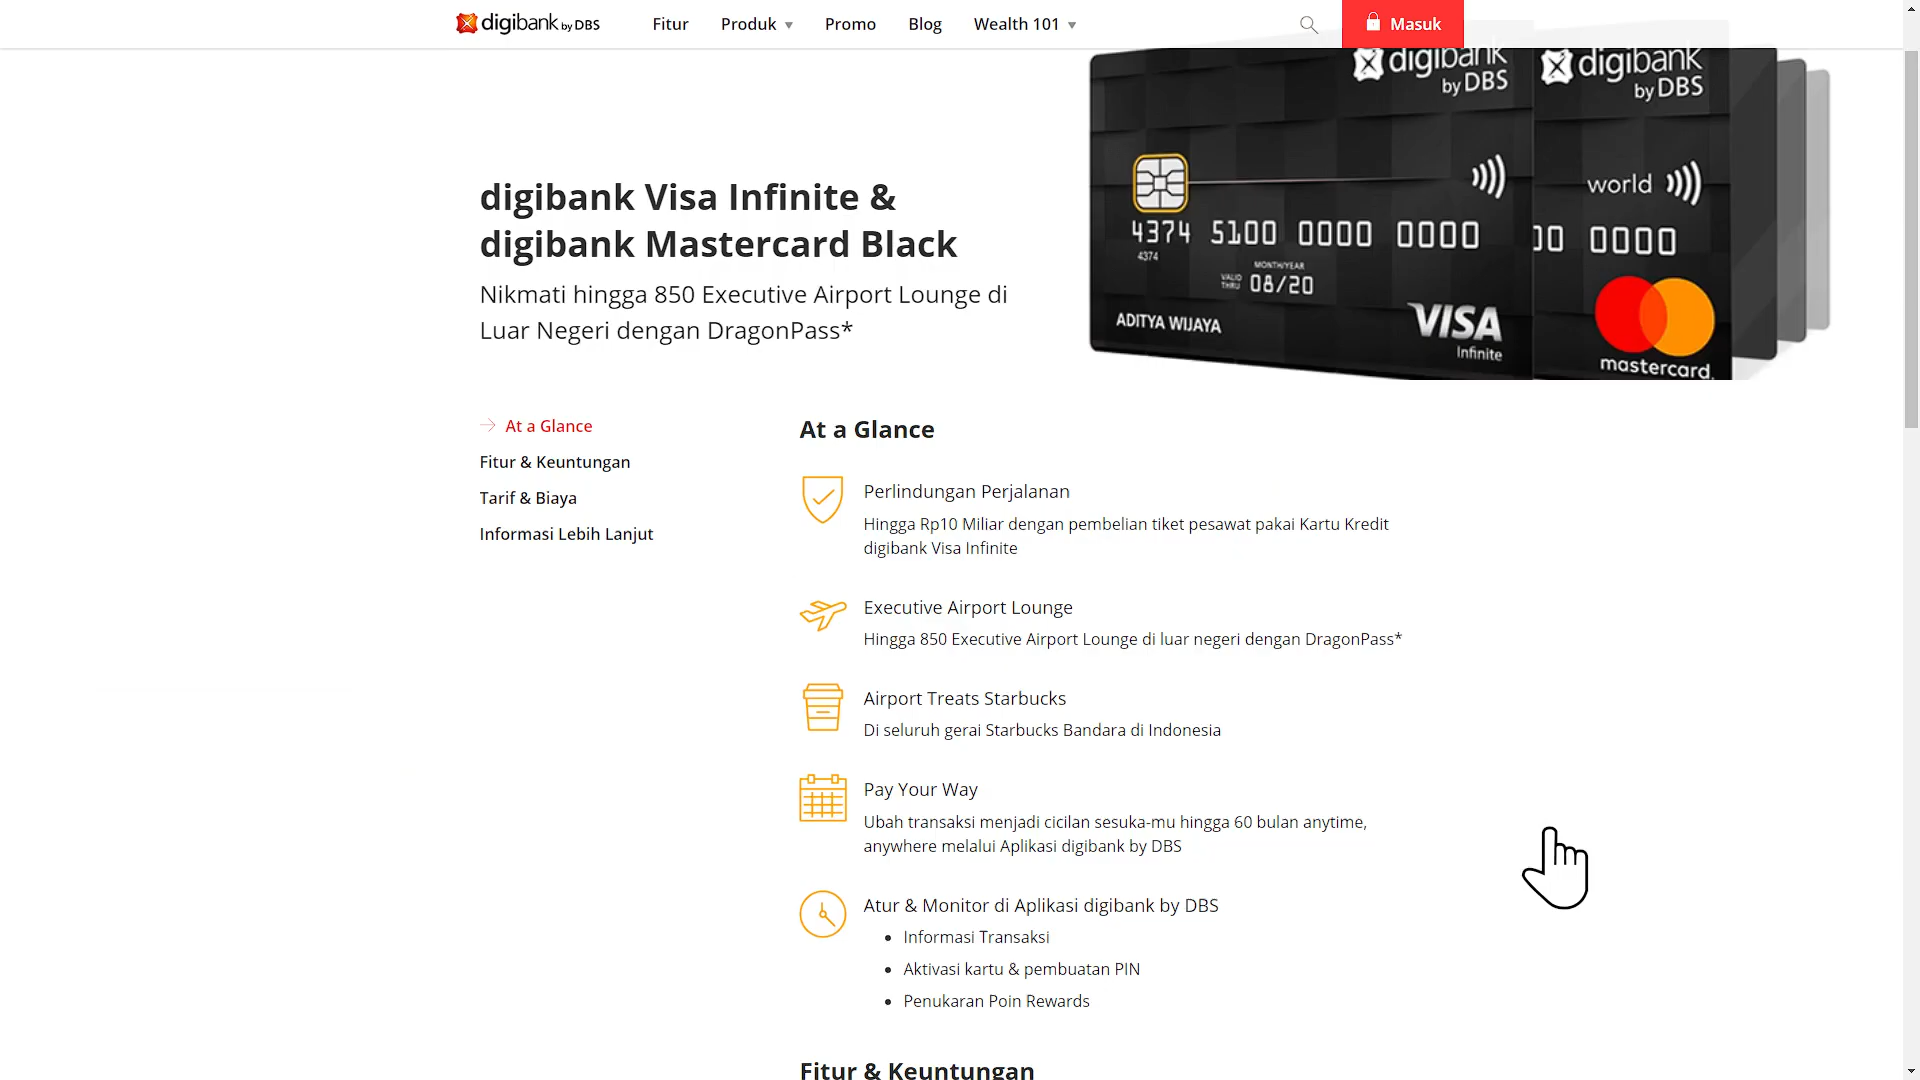 digibank by DBS
Fitur
Produk
Promo
Blog
Wealth 101
Masuk
digibank by DBS
digibank by DBS
world
4374 5100 0000 0000
00 0000
4374
MONTH/YEAR
VALID THRU 08/20
ADITYA WIJAYA
VISA
Infinite
mastercard.
digibank Visa Infinite &
digibank Mastercard Black
Nikmati hingga 850 Executive Airport Lounge di
Luar Negeri dengan DragonPass*
At a Glance
Fitur & Keuntungan
Tarif & Biaya
Informasi Lebih Lanjut
At a Glance
Perlindungan Perjalanan
Hingga Rp10 Miliar dengan pembelian tiket pesawat pakai Kartu Kredit
digibank Visa Infinite
Executive Airport Lounge
Hingga 850 Executive Airport Lounge di luar negeri dengan DragonPass*
Airport Treats Starbucks
Di seluruh gerai Starbucks Bandara di Indonesia
Pay Your Way
Ubah transaksi menjadi cicilan sesuka-mu hingga 60 bulan anytime,
anywhere melalui Aplikasi digibank by DBS
Atur & Monitor di Aplikasi digibank by DBS
• Informasi Transaksi
• Aktivasi kartu & pembuatan PIN
• Penukaran Poin Rewards
Fitur & Keuntungan